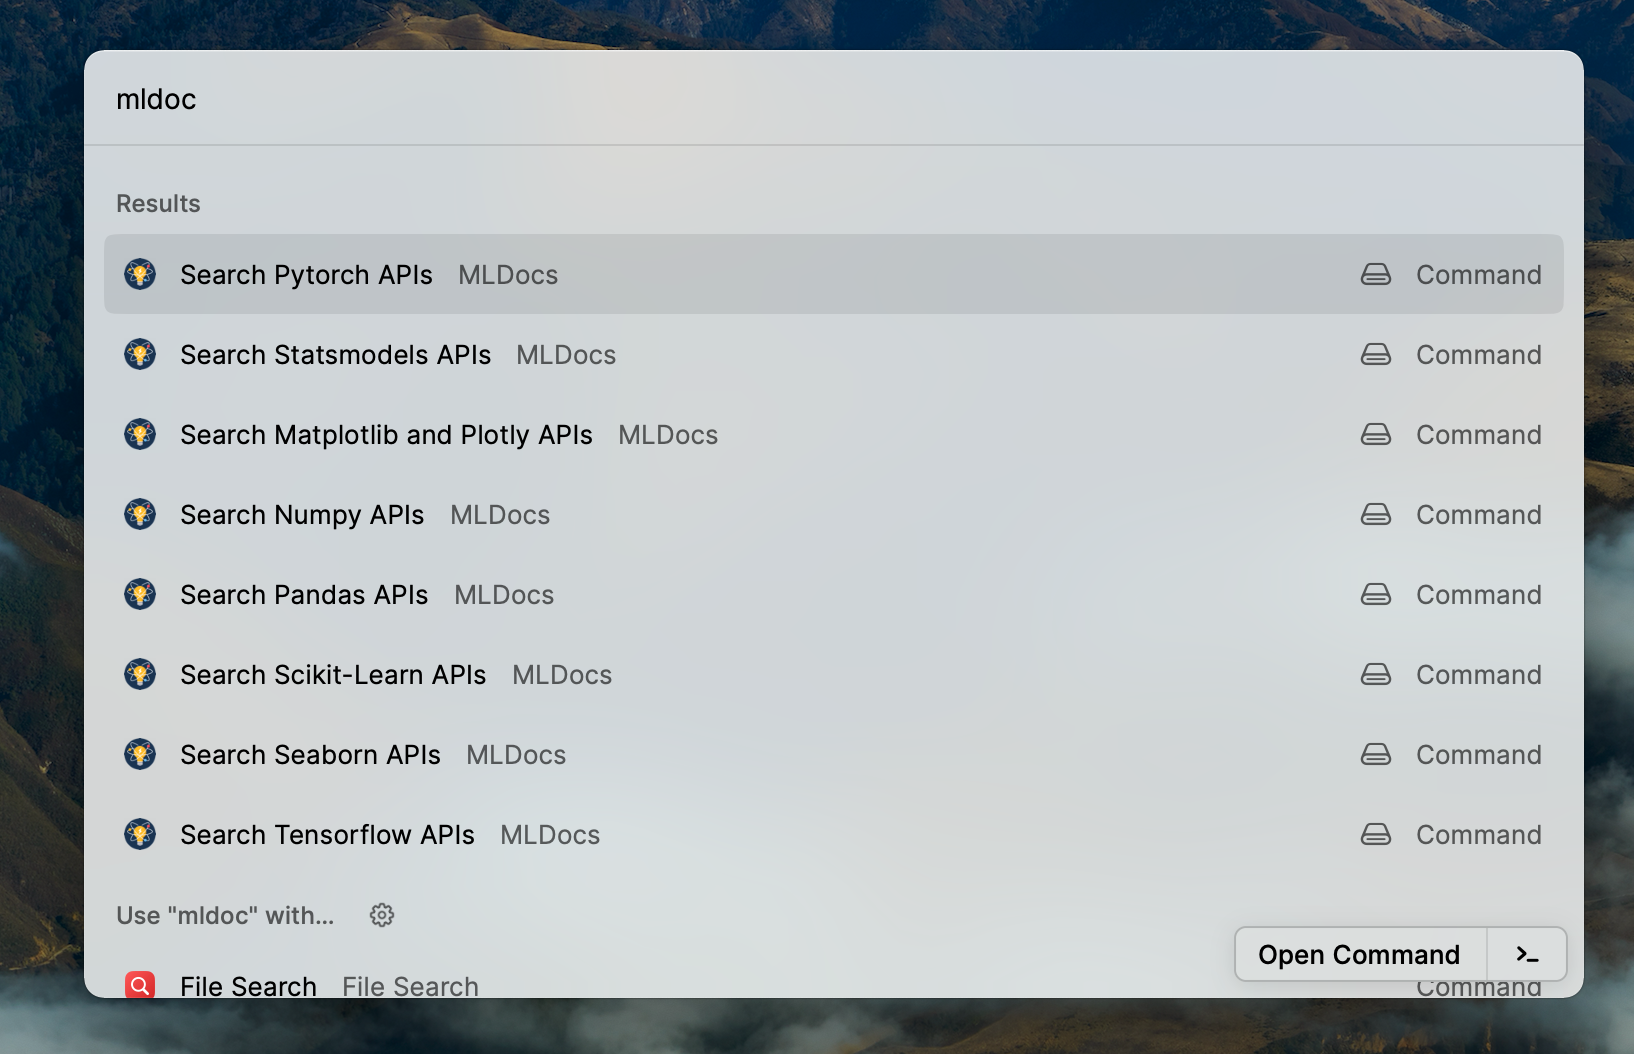 mldoc
Results
Search Pytorch APIs MLDocs Command
Search Statsmodels APIs MLDocs Command
Search Matplotlib and Plotly APIs MLDocs Command
Search Numpy APIs MLDocs Command
Search Pandas APIs MLDocs Command
Search Scikit-Learn APIs MLDocs Command
Search Seaborn APIs MLDocs Command
Search Tensorflow APIs MLDocs Command
Use "mldoc" with...
Open Command >_
File Search File Search Command